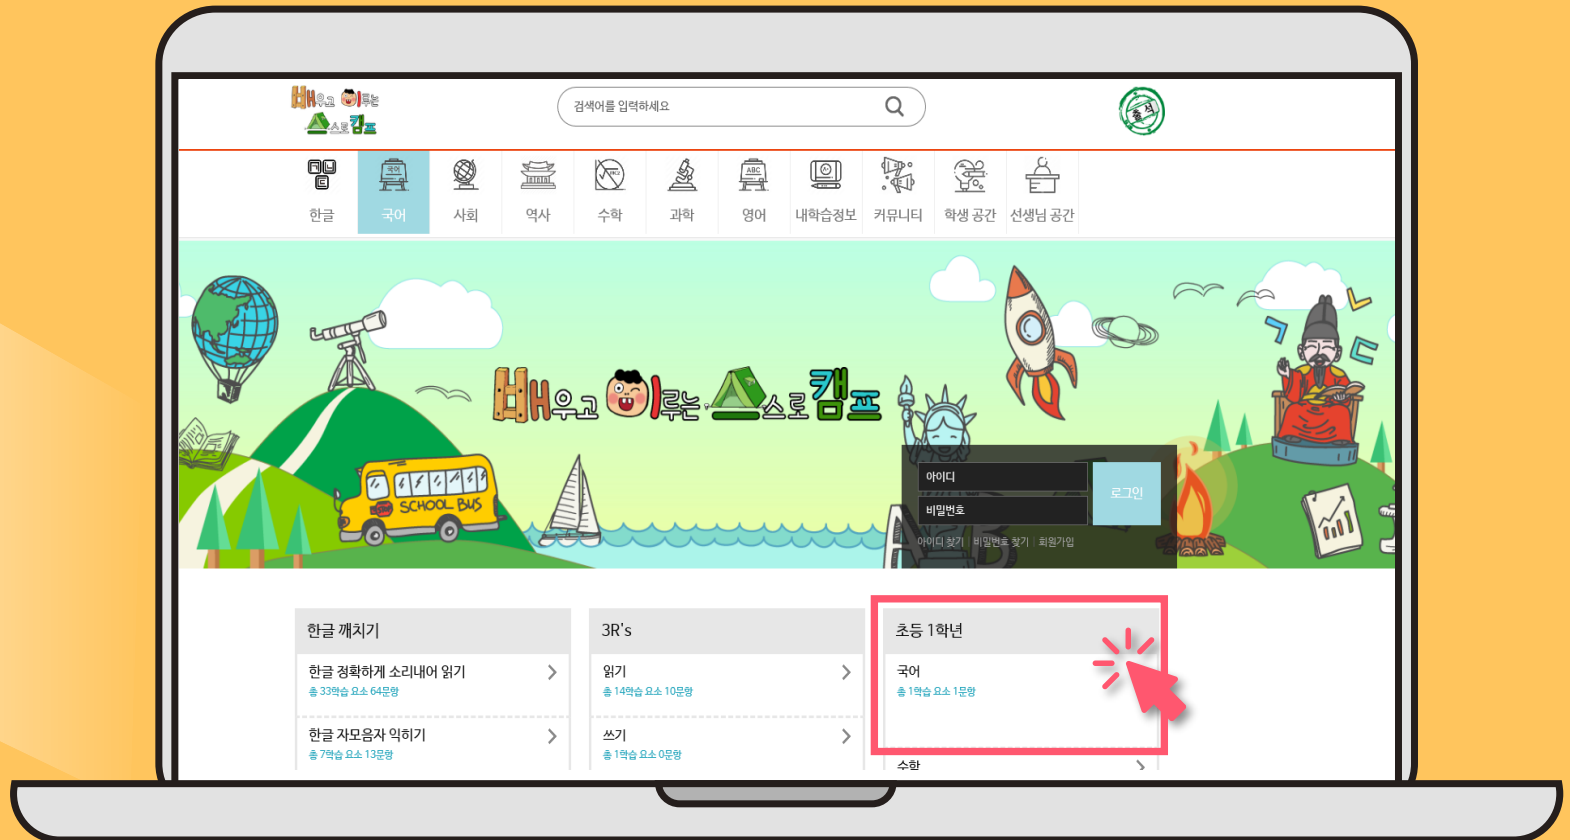 배우고 이루는
스스로캠프
검색어를 입력하세요
출석
한글
국어
사회
역사
수학
과학
영어
내학습정보
커뮤니티
학생 공간
선생님 공간
배우고 이루는 스스로캠프
SCHOOL BUS
아이디
비밀번호
로그인
아이디 찾기 | 비밀번호 찾기 | 회원가입
한글 깨치기
한글 정확하게 소리내어 읽기
총 33학습 요소 64문항
한글 자모음자 익히기
총 7학습 요소 13문항
3R's
읽기
총 14학습 요소 10문항
쓰기
총 1학습 요소 0문항
초등 1학년
국어
총 1학습 요소 1문항
수학